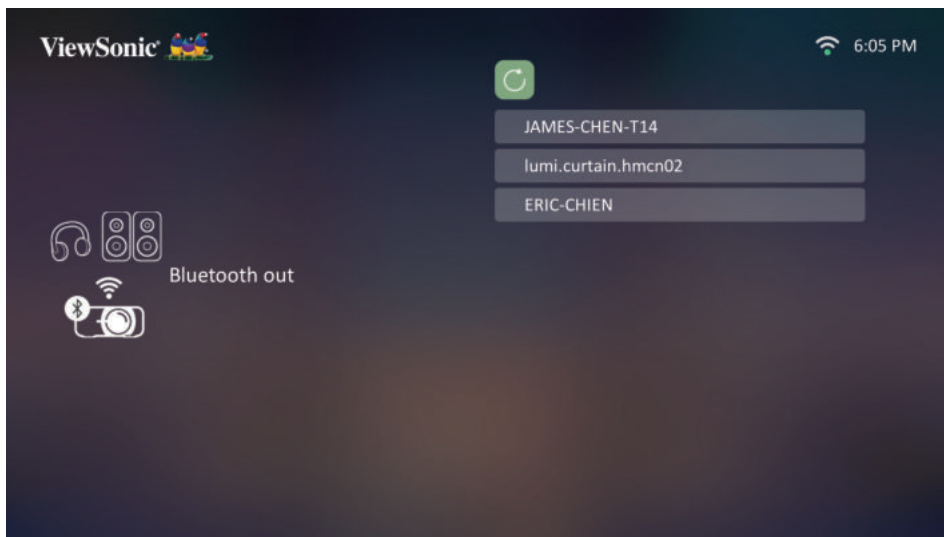 ViewSonic
6:05 PM
JAMES-CHEN-T14
lumi.curtain.hmcn02
ERIC-CHIEN
Bluetooth out